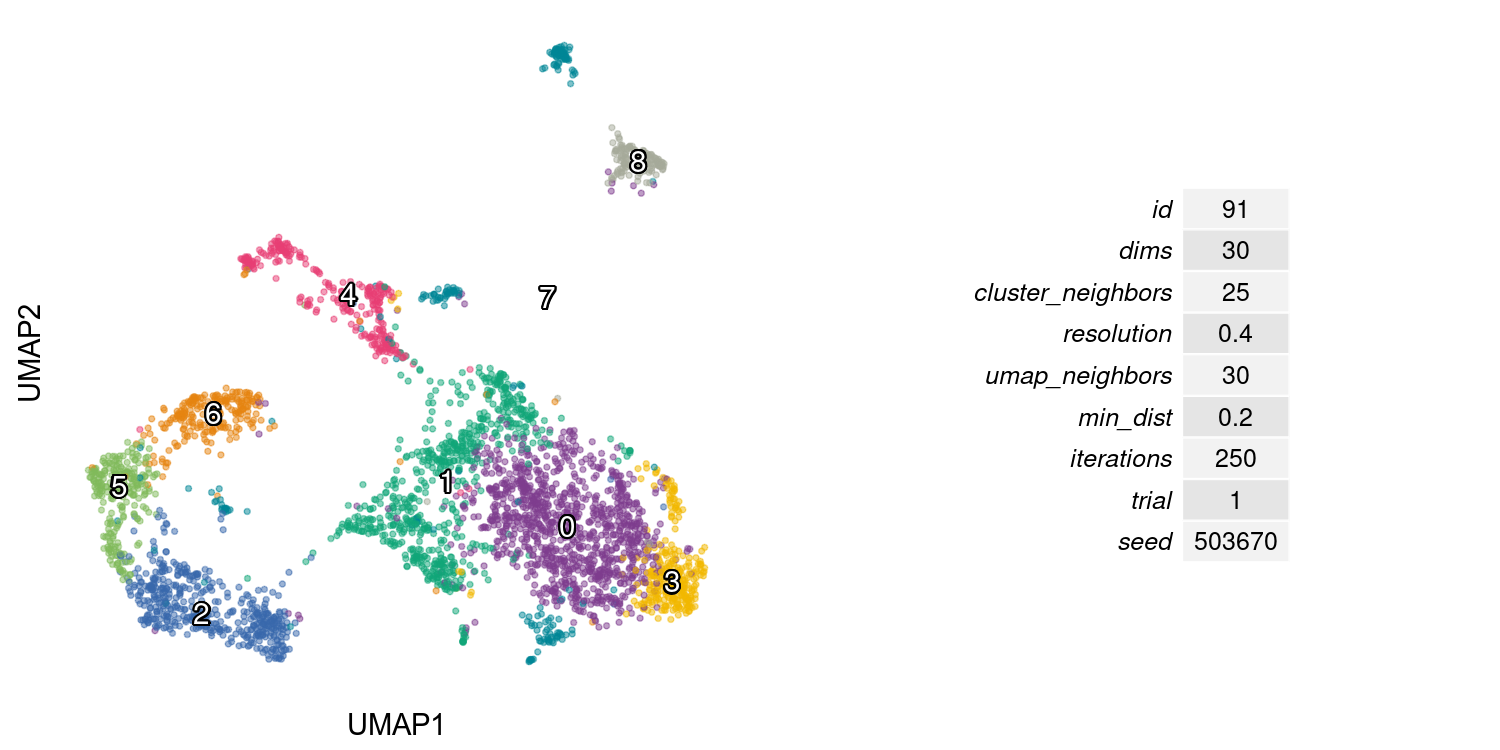 8
4
7
6
5
1
0
3
2
UMAP1
UMAP2
id 91
dims 30
cluster_neighbors 25
resolution 0.4
umap_neighbors 30
min_dist 0.2
iterations 250
trial 1
seed 503670